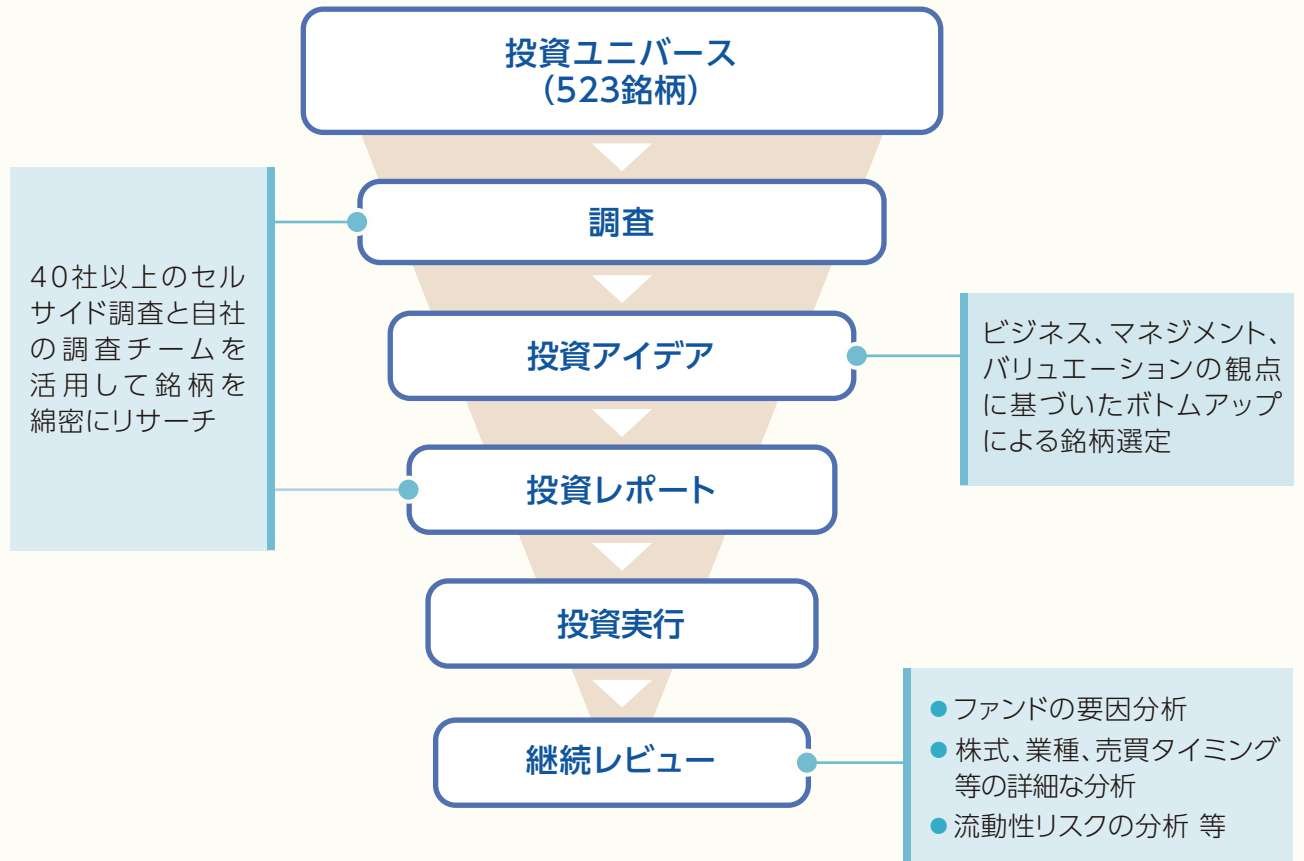 投資ユニバース
（523銘柄）
調査
40社以上のセル
サイド調査と自社
の調査チームを
活用して銘柄を
綿密にリサーチ
投資アイデア
ビジネス、マネジメント、
バリュエーションの観点
に基づいたボトムアップ
による銘柄選定
投資レポート
投資実行
継続レビュー
●ファンドの要因分析
●株式、業種、売買タイミング
等の詳細な分析
●流動性リスクの分析 等